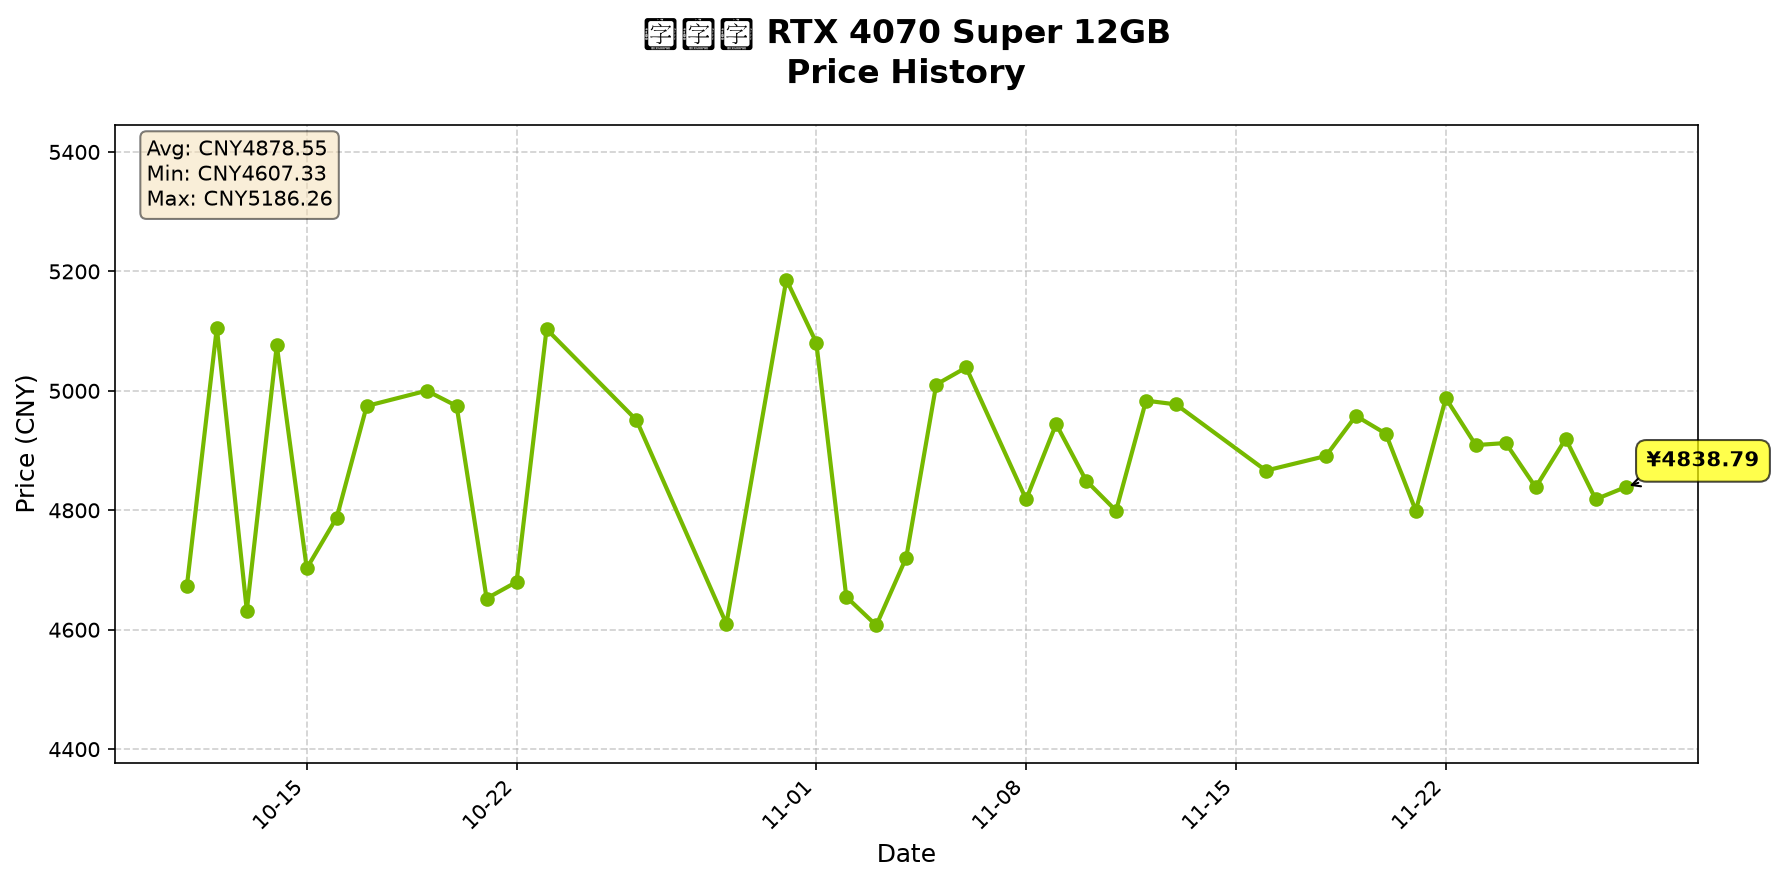 RTX 4070 Super 12GB
Price History
Avg: CNY4878.55
Min: CNY4607.33
Max: CNY5186.26
Price (CNY)
5400
5200
5000
4800
4600
4400
¥4838.79
10-15
10-22
11-01
11-08
11-15
11-22
Date